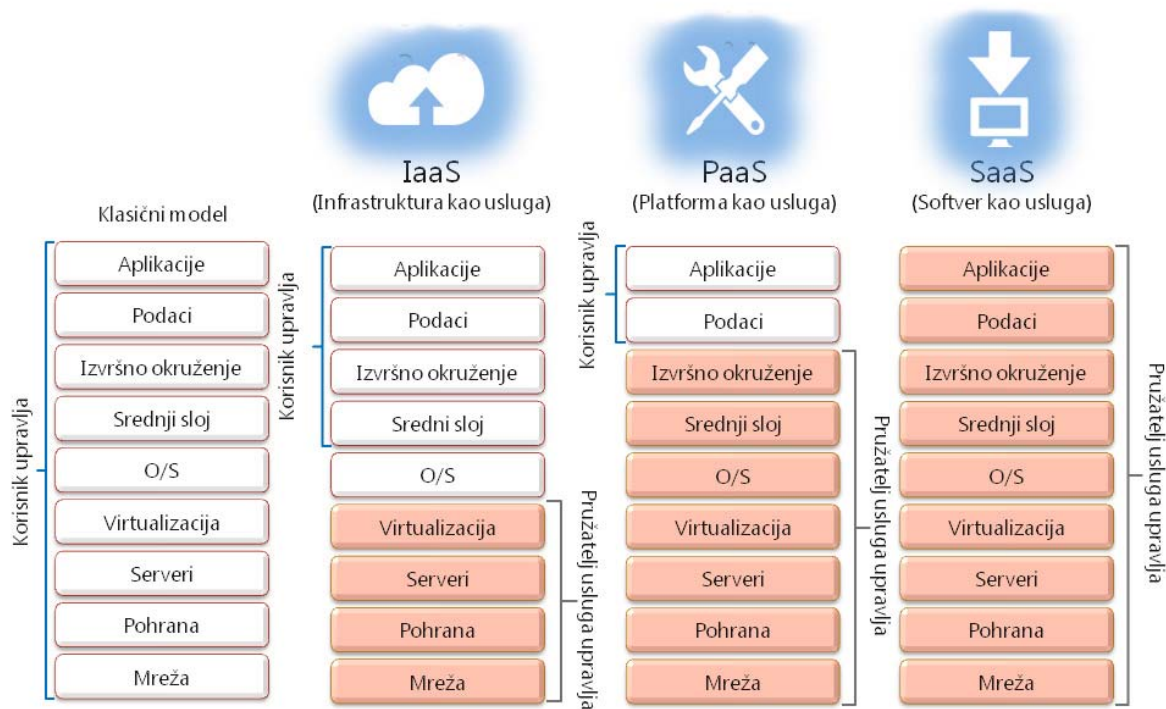 IaaS
(Infrastruktura kao usluga)
PaaS
(Platforma kao usluga)
SaaS
(Softver kao usluga)
Klasični model
Korisnik upravlja
Aplikacije
Podaci
Izvršno okruženje
Srednji sloj
O/S
Virtualizacija
Serveri
Pohrana
Mreža
Korisnik upravlja
Aplikacije
Podaci
Izvršno okruženje
Sredni sloj
O/S
Virtualizacija
Serveri
Pohrana
Mreža
Pružatelj usluga upravlja
Korisnik upravlja
Aplikacije
Podaci
Izvršno okruženje
Srednji sloj
O/S
Virtualizacija
Serveri
Pohrana
Mreža
Pružatelj usluga upravlja
Aplikacije
Podaci
Izvršno okruženje
Srednji sloj
O/S
Virtualizacija
Serveri
Pohrana
Mreža
Pružatelj usluga upravlja